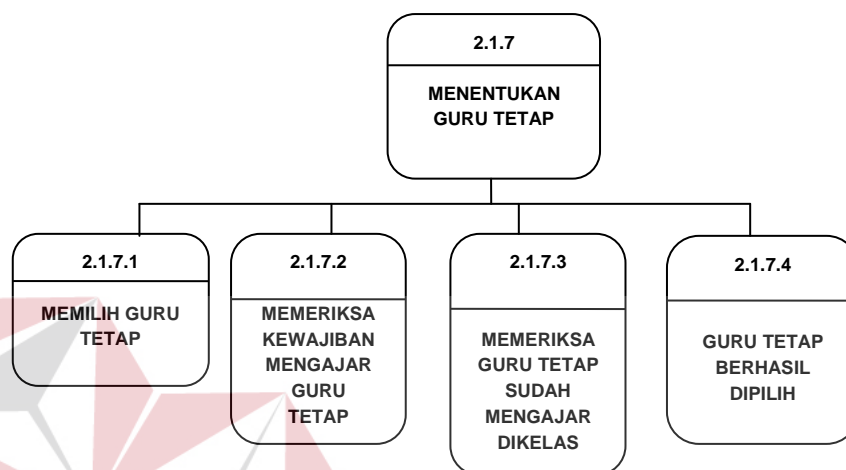 2.1.7
MENENTUKAN
GURU TETAP
2.1.7.1
MEMILIH GURU
TETAP
2.1.7.2
MEMERIKSA
KEWAJIBAN
MENGAJAR
GURU
TETAP
2.1.7.3
MEMERIKSA
GURU TETAP
SUDAH
MENGAJAR
DIKELAS
2.1.7.4
GURU TETAP
BERHASIL
DIPILIH